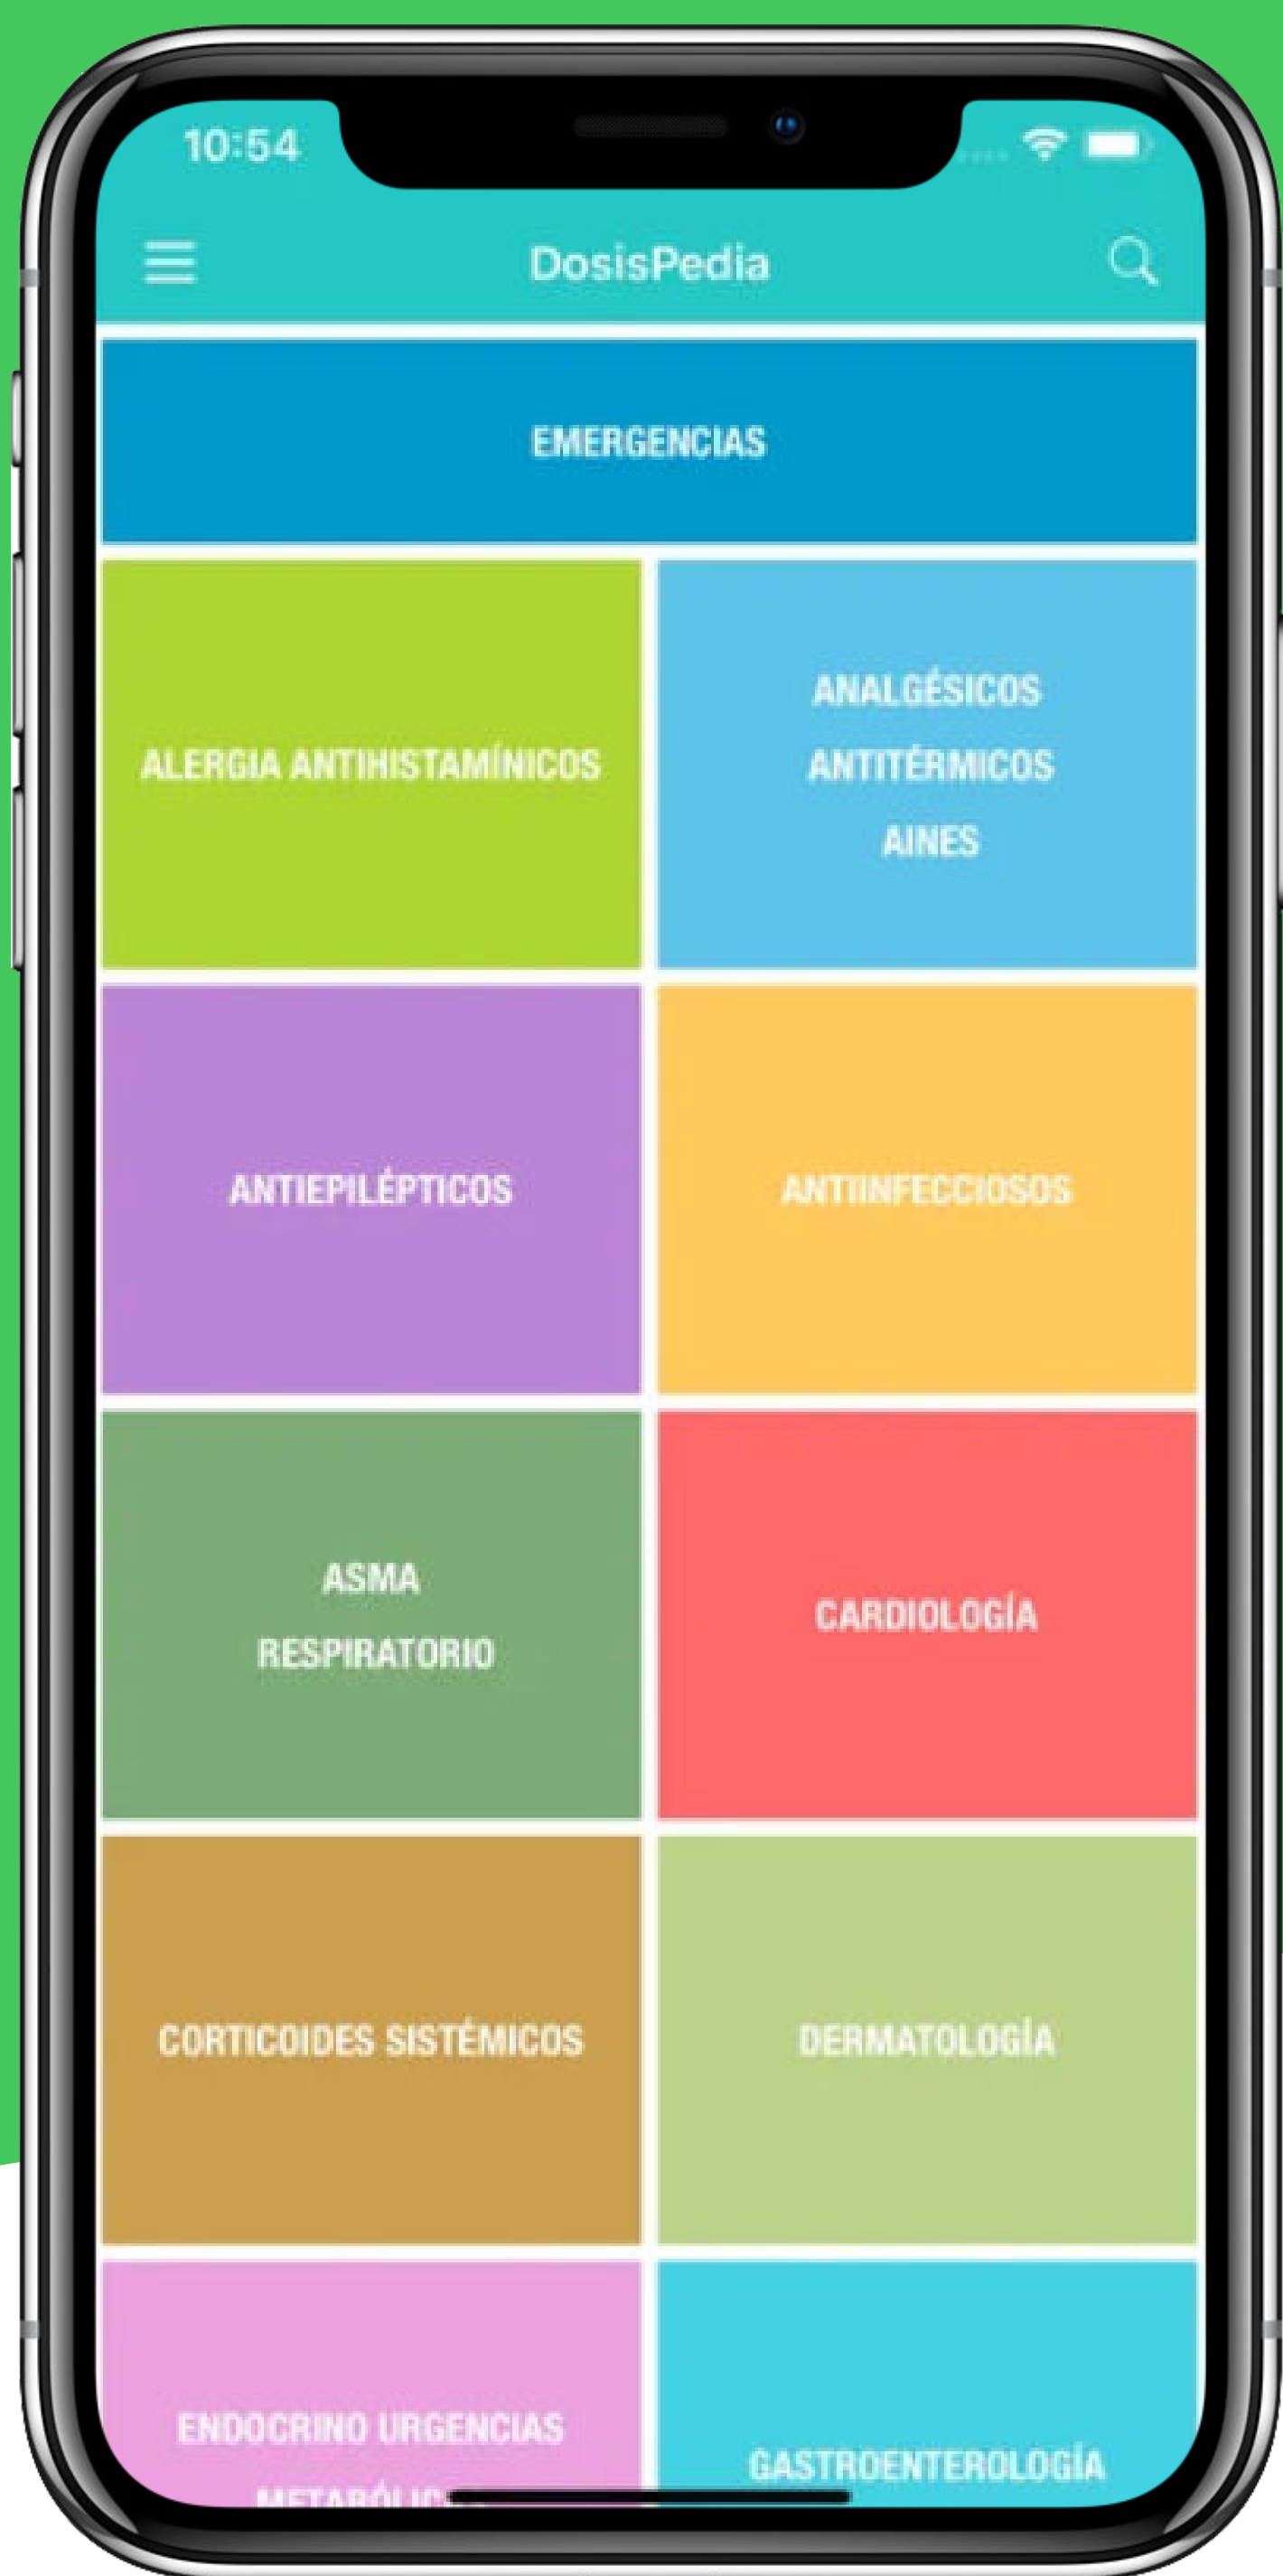 10:54
DosisPedia
EMERGENCIAS
ALERGIA ANTIHISTAMÍNICOS
ANALGÉSICOS
ANTITÉRMICOS
AINES
ANTIEPILÉPTICOS
ANTIINFECCIOSOS
ASMA
RESPIRATORIO
CARDIOLOGÍA
CORTICOIDES SISTÉMICOS
DERMATOLOGÍA
ENDOCRINO URGENCIAS
GASTROENTEROLOGÍA